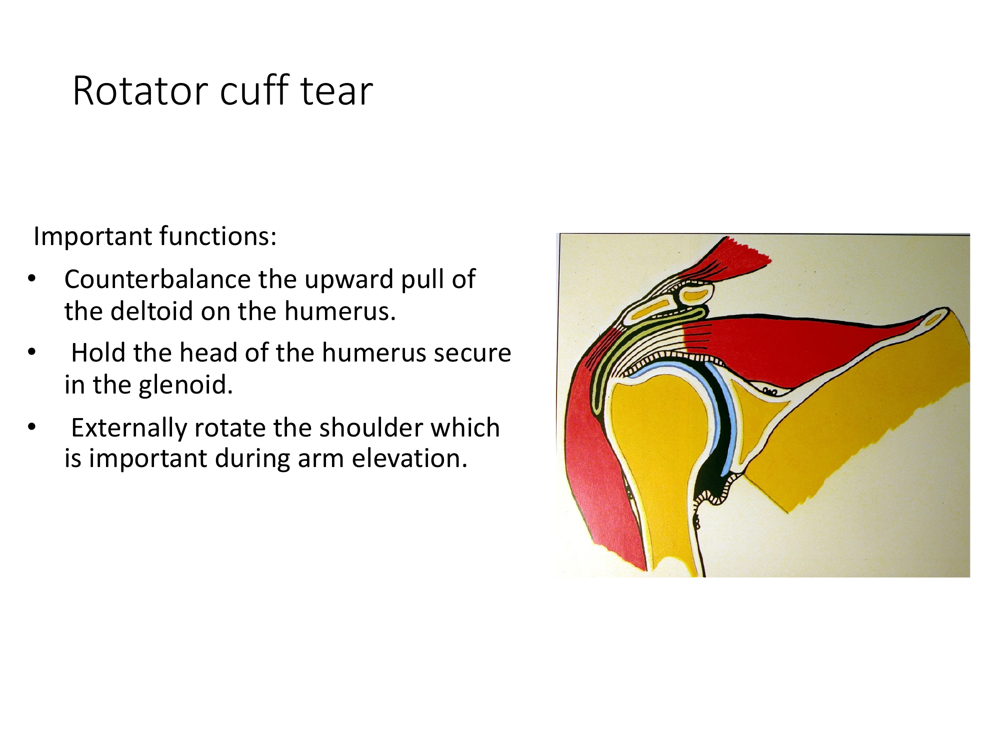 Rotator cuff tear
Important functions:
• Counterbalance the upward pull of
the deltoid on the humerus.
• Hold the head of the humerus secure
in the glenoid.
• Externally rotate the shoulder which
is important during arm elevation.